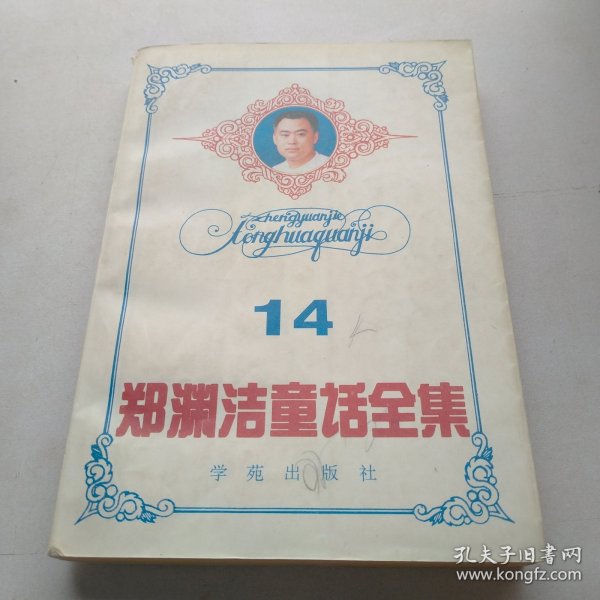 Zhengyuanjie
Tonghuaquanji
14
郑渊洁童话全集
学苑出版社
孔夫子旧书网
www.kongfz.com